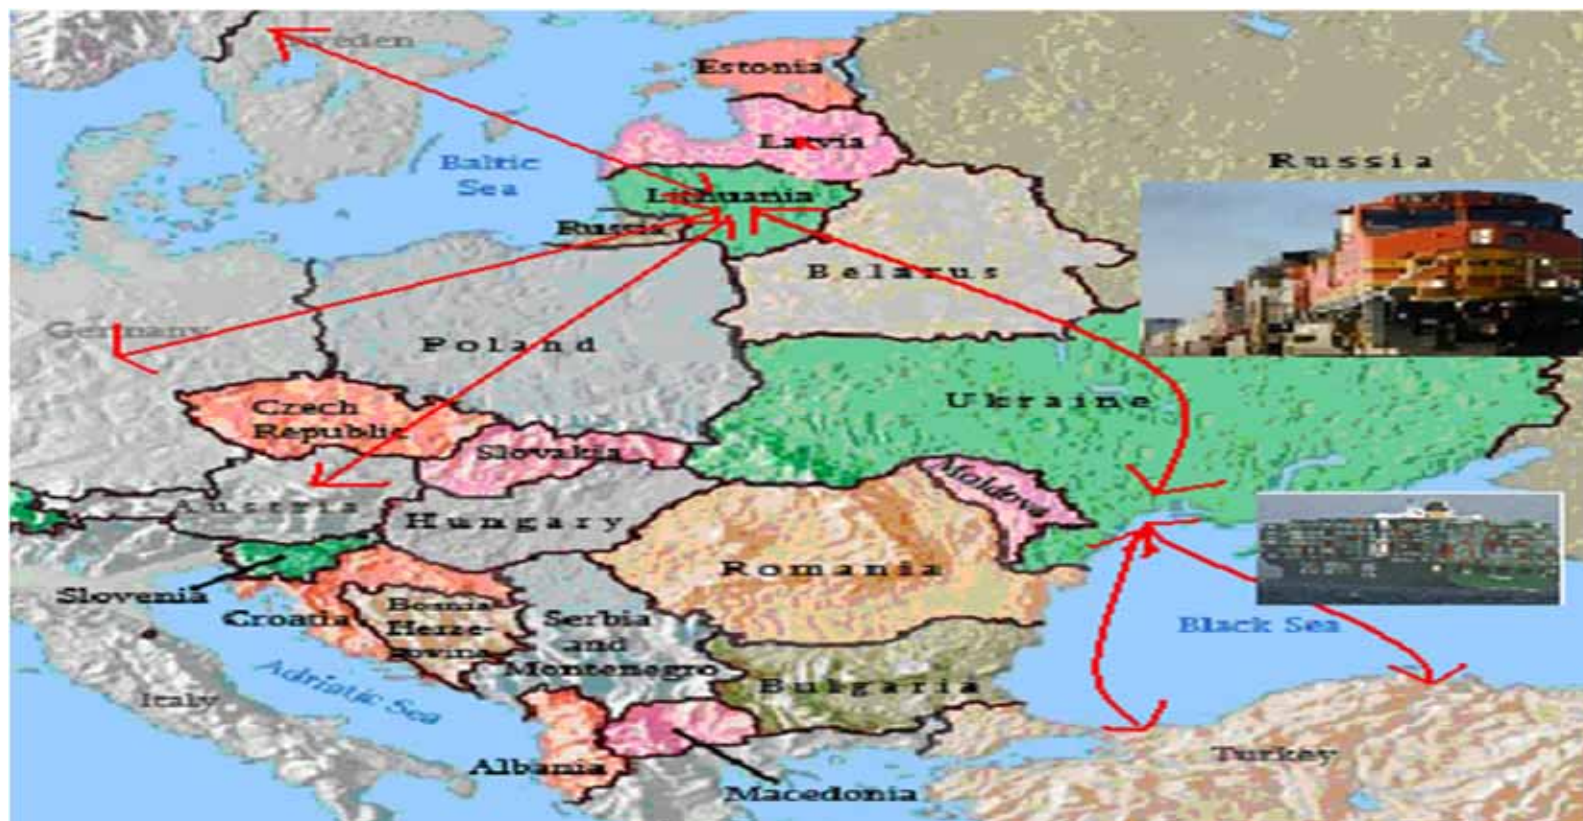 Sweden
Estonia
Latvia
Baltic
Sea
Russia
Lithuania
Russia
Belarus
Germany
Poland
Ukraine
Czech
Republic
Slovakia
Moldova
Austria
Hungary
Romania
Slovenia
Croatia
Bosnia
Herze-
govina
Serbia
and
Montenegro
Black Sea
Adriatic Sea
Italy
Bulgaria
Turkey
Albania
Macedonia